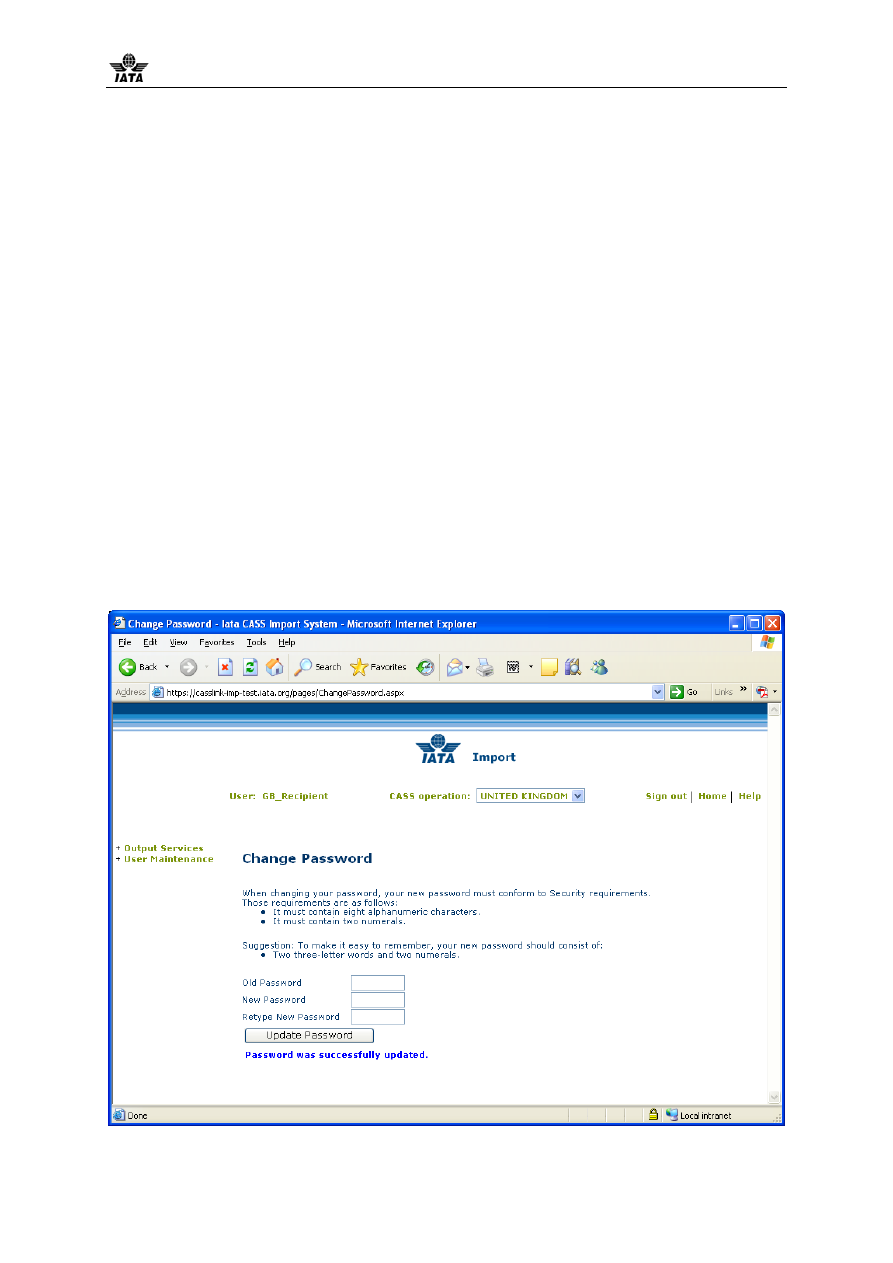 IATA
Change Password - Iata CASS Import System - Microsoft Internet Explorer
File Edit View Favorites Tools Help
Back Search Favorites
Address https://casslink-imp-test.iata.org/pages/ChangePassword.aspx Go Links »
IATA Import
User: GB_Recipient CASS operation: UNITED KINGDOM Sign out | Home | Help
+ Output Services
+ User Maintenance
Change Password
When changing your password, your new password must conform to Security requirements.
Those requirements are as follows:
• It must contain eight alphanumeric characters.
• It must contain two numerals.
Suggestion: To make it easy to remember, your new password should consist of:
• Two three-letter words and two numerals.
Old Password
New Password
Retype New Password
Update Password
Password was successfully updated.
Done Local intranet